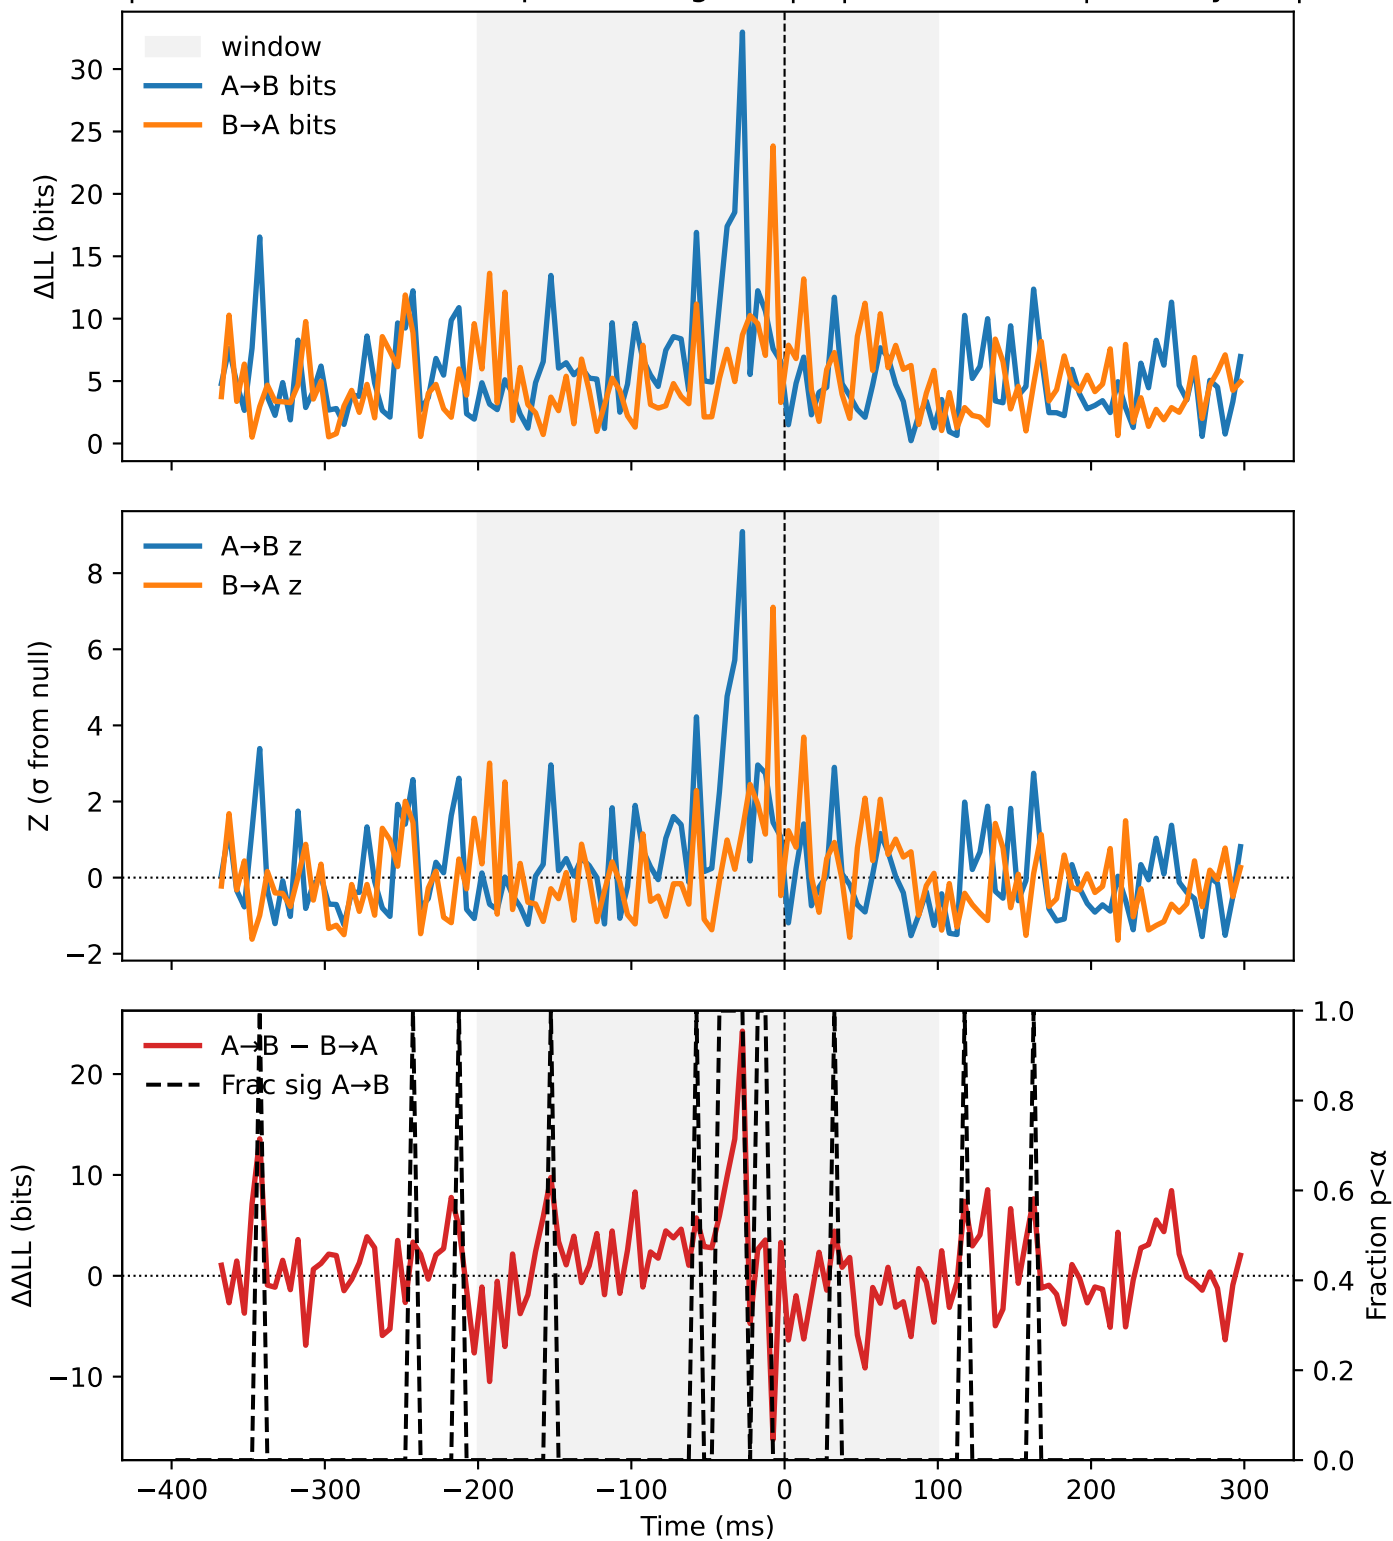 window
A→B bits
B→A bits
ΔLL (bits)
30
25
20
15
10
5
0
A→B z
B→A z
Z (σ from null)
8
6
4
2
0
−2
A→B − B→A
Frac sig A→B
ΔΔLL (bits)
20
10
0
−10
1.0
0.8
0.6
0.4
0.2
0.0
Fraction p<α
−400 −300 −200 −100 0 100 200 300
Time (ms)